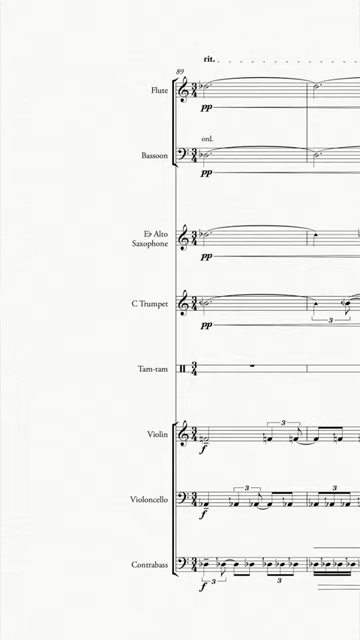 rit.
89
Flute
pp
ord.
Bassoon
pp
E♭ Alto
Saxophone
pp
C Trumpet
3
pp
Tam-tam
3
Violin
f
3
3
Violoncello
f
Contrabass
3
3
f